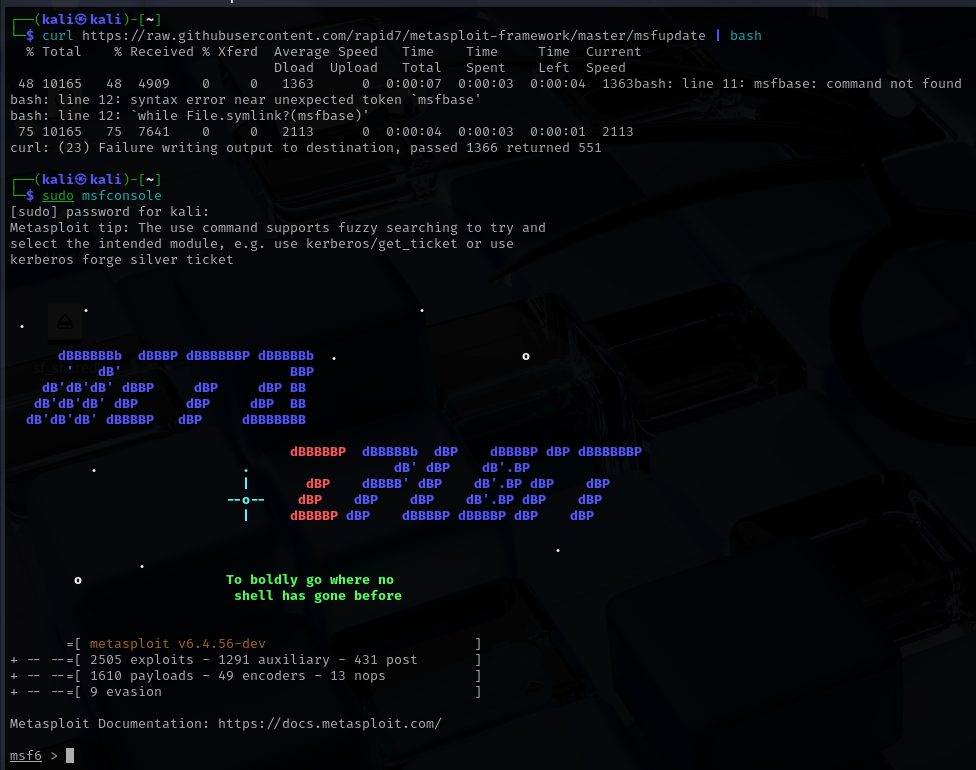 ┌──(kali㉿kali)-[~]
└─$ curl https://raw.githubusercontent.com/rapid7/metasploit-framework/master/msfupdate | bash
  % Total    % Received % Xferd  Average Speed   Time    Time     Time  Current
                                 Dload  Upload   Total   Spent    Left  Speed
 48 10165   48  4909    0     0   1363      0  0:00:07  0:00:03  0:00:04  1363bash: line 11: msfbase: command not found
bash: line 12: syntax error near unexpected token `msfbase'
bash: line 12: `while File.symlink?(msfbase)'
 75 10165   75  7641    0     0   2113      0  0:00:04  0:00:03  0:00:01  2113
curl: (23) Failure writing output to destination, passed 1366 returned 551
┌──(kali㉿kali)-[~]
└─$ sudo msfconsole
[sudo] password for kali:
Metasploit tip: The use command supports fuzzy searching to try and
select the intended module, e.g. use kerberos/get_ticket or use
kerberos forge silver ticket
         .                                         .
 .
      dBBBBBBb  dBBBP dBBBBBBP dBBBBBb  .                       o
       '   dB'                     BBP
    dB'dB'dB' dBBP     dBP     dBP BB
   dB'dB'dB' dBP      dBP     dBP  BB
  dB'dB'dB' dBBBBP   dBP     dBBBBBBB
                                   dBBBBBP  dBBBBBb  dBP    dBBBBP dBP dBBBBBBP
          .                  .                  dB' dBP    dB'.BP
                             |       dBP    dBBBB' dBP    dB'.BP dBP    dBP
                           --o--    dBP    dBP    dBP    dB'.BP dBP    dBP
                             |     dBBBBP dBP    dBBBBP dBBBBP dBP    dBP
                                                                    .
                .
        o                  To boldly go where no
                            shell has gone before
       =[ metasploit v6.4.56-dev                          ]
+ -- --=[ 2505 exploits - 1291 auxiliary - 431 post       ]
+ -- --=[ 1610 payloads - 49 encoders - 13 nops           ]
+ -- --=[ 9 evasion                                       ]
Metasploit Documentation: https://docs.metasploit.com/
msf6 >